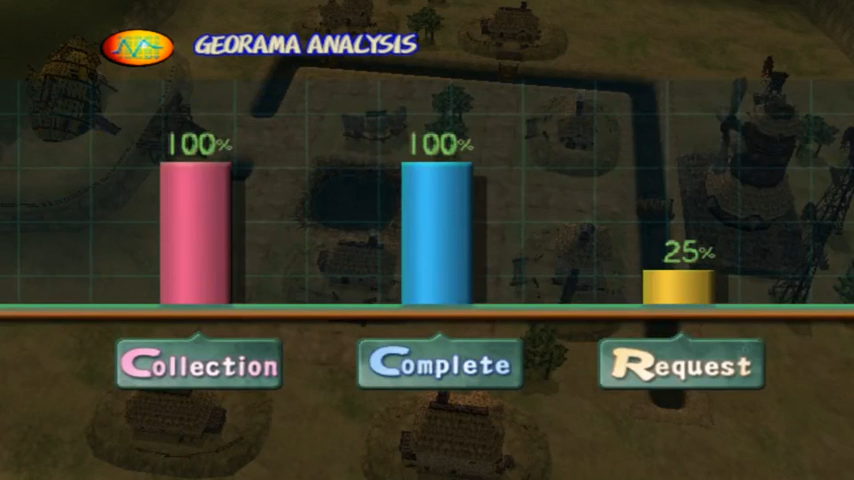 GEORAMA ANALYSIS
100%
100%
25%
Collection
Complete
Request